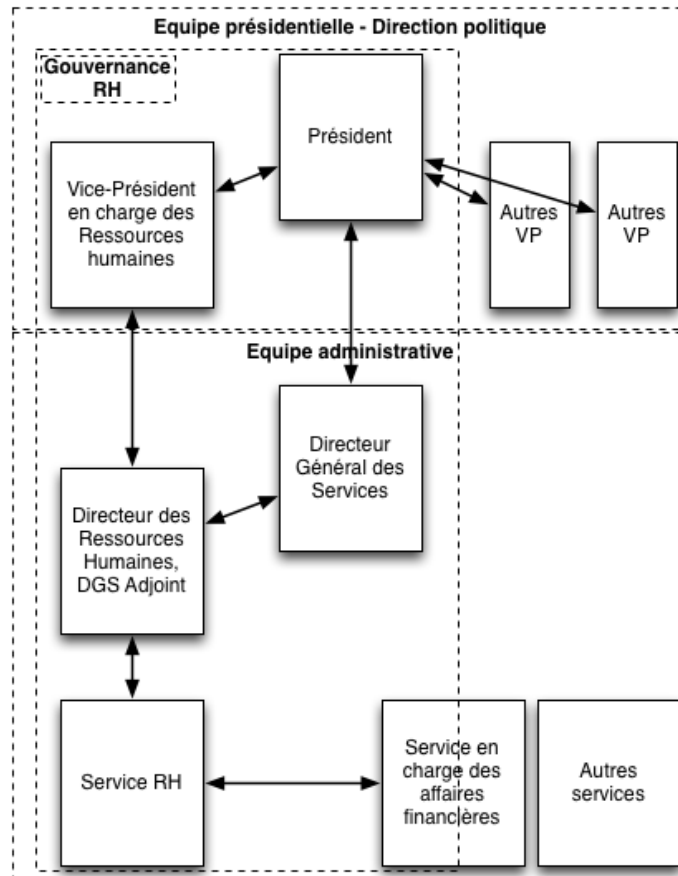 Equipe présidentielle - Direction politique
Gouvernance
RH
Président
Vice-Président
en charge des
Ressources
humaines
Autres
VP
Autres
VP
Equipe administrative
Directeur
Général des
Services
Directeur des
Ressources
Humaines,
DGS Adjoint
Service RH
Service en
charge des
affaires
financières
Autres
services